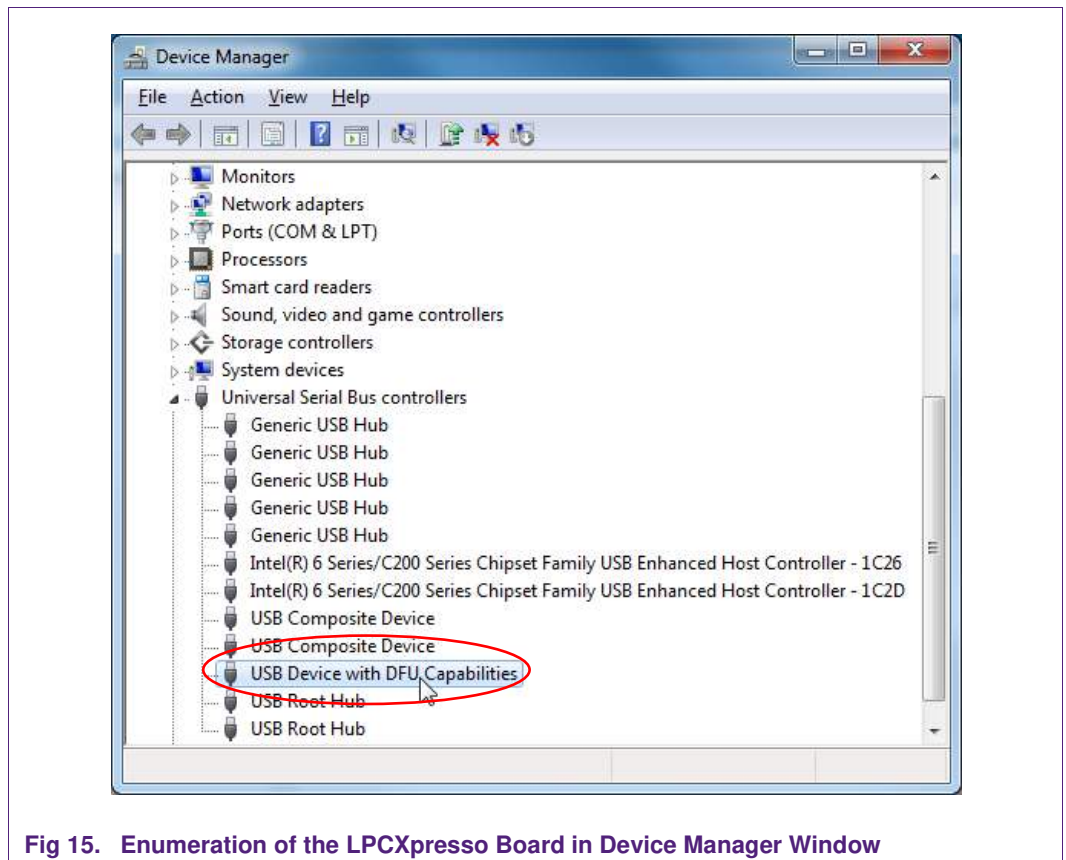 Device Manager
File Action View Help
Monitors
Network adapters
Ports (COM & LPT)
Processors
Smart card readers
Sound, video and game controllers
Storage controllers
System devices
Universal Serial Bus controllers
Generic USB Hub
Generic USB Hub
Generic USB Hub
Generic USB Hub
Generic USB Hub
Intel(R) 6 Series/C200 Series Chipset Family USB Enhanced Host Controller - 1C26
Intel(R) 6 Series/C200 Series Chipset Family USB Enhanced Host Controller - 1C2D
USB Composite Device
USB Composite Device
USB Device with DFU Capabilities
USB Root Hub
USB Root Hub
Fig 15. Enumeration of the LPCXpresso Board in Device Manager Window